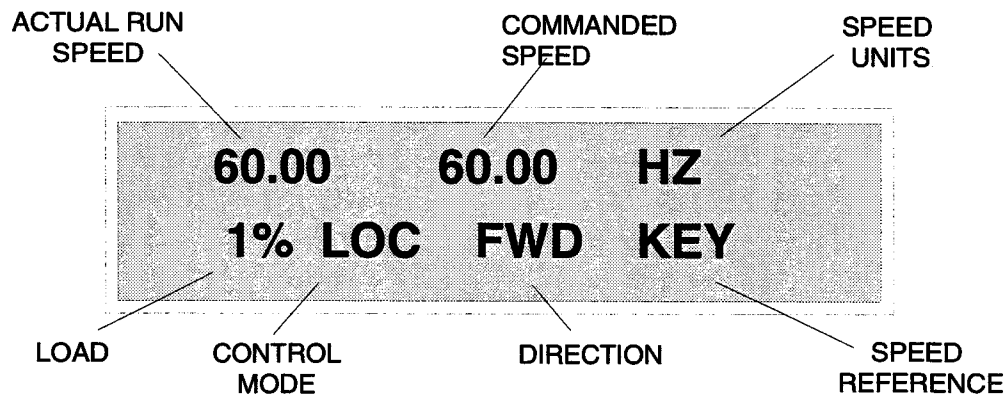 ACTUAL RUN
SPEED
COMMANDED
SPEED
SPEED
UNITS
60.00 60.00 HZ
1% LOC FWD KEY
LOAD
CONTROL
MODE
DIRECTION
SPEED
REFERENCE